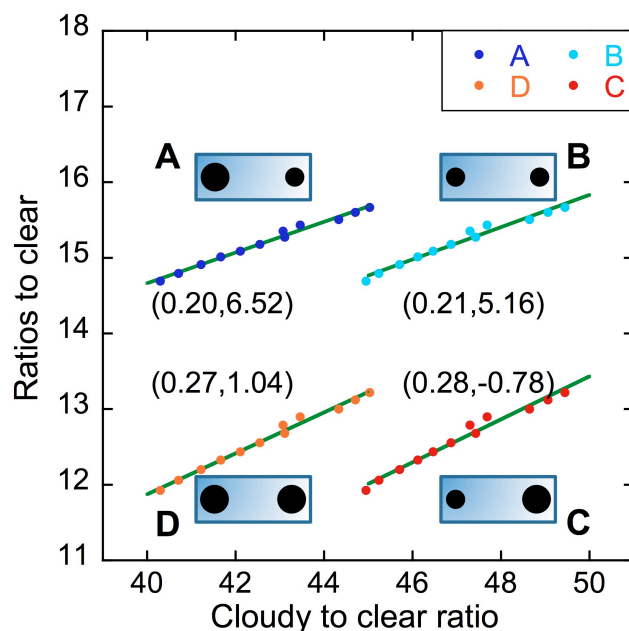 18
17
16
15
14
13
12
11
Ratios to clear
A B
D C
A
B
(0.20,6.52) (0.21,5.16)
(0.27,1.04) (0.28,-0.78)
D
C
40 42 44 46 48 50
Cloudy to clear ratio